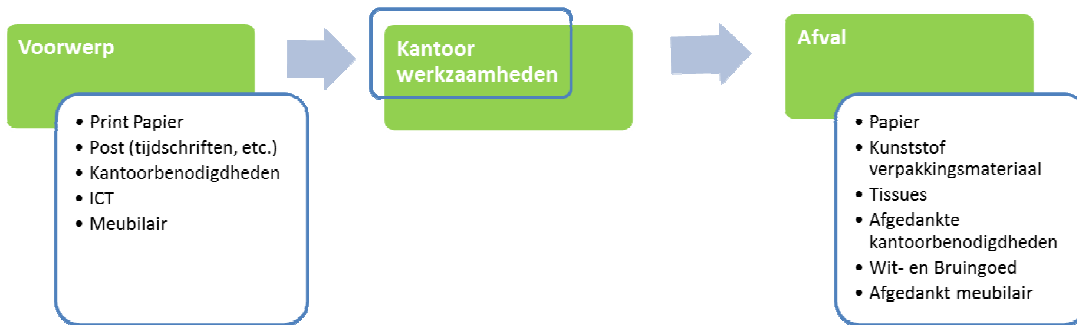 Voorwerp
• Print Papier
• Post (tijdschriften, etc.)
• Kantoorbenodigdheden
• ICT
• Meubilair
Kantoor
werkzaamheden
Afval
• Papier
• Kunststof
verpakkingsmateriaal
• Tissues
• Afgedankte
kantoorbenodigdheden
• Wit- en Bruingoed
• Afgedankt meubilair